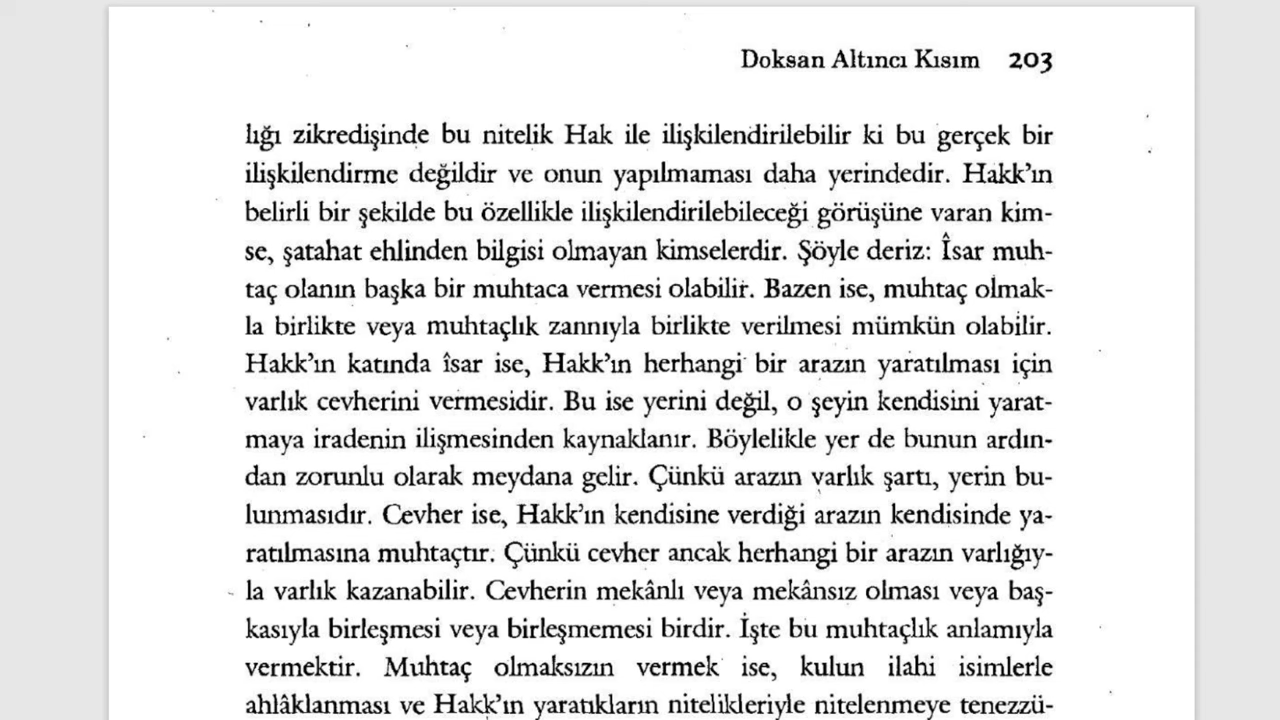 Doksan Altıncı Kısım 203
lığı zikredişinde bu nitelik Hak ile ilişkilendirilebilir ki bu gerçek bir
ilişkilendirme değildir ve onun yapılmaması daha yerindedir. Hakk’ın
belirli bir şekilde bu özellikle ilişkilendirilebileceği görüşüne varan kim-
se, şatahat ehlinden bilgisi olmayan kimselerdir. Şöyle deriz: Îsar muh-
taç olanın başka bir muhtaca vermesi olabilir. Bazen ise, muhtaç olmak-
la birlikte veya muhtaçlık zannıyla birlikte verilmesi mümkün olabilir.
Hakk’ın katında îsar ise, Hakk’ın herhangi bir arazın yaratılması için
varlık cevherini vermesidir. Bu ise yerini değil, o şeyin kendisini yarat-
maya iradenin ilişmesinden kaynaklanır. Böylelikle yer de bunun ardın-
dan zorunlu olarak meydana gelir. Çünkü arazın varlık şartı, yerin bu-
lunmasıdır. Cevher ise, Hakk’ın kendisine verdiği arazın kendisinde ya-
ratılmasına muhtaçtır. Çünkü cevher ancak herhangi bir arazın varlığıy-
la varlık kazanabilir. Cevherin mekânlı veya mekânsız olması veya baş-
kasıyla birleşmesi veya birleşmemesi birdir. İşte bu muhtaçlık anlamıyla
vermektir. Muhtaç olmaksızın vermek ise, kulun ilahi isimlerle
ahlâklanması ve Hakk’ın yaratıkların nitelikleriyle nitelenmeye tenezzü-